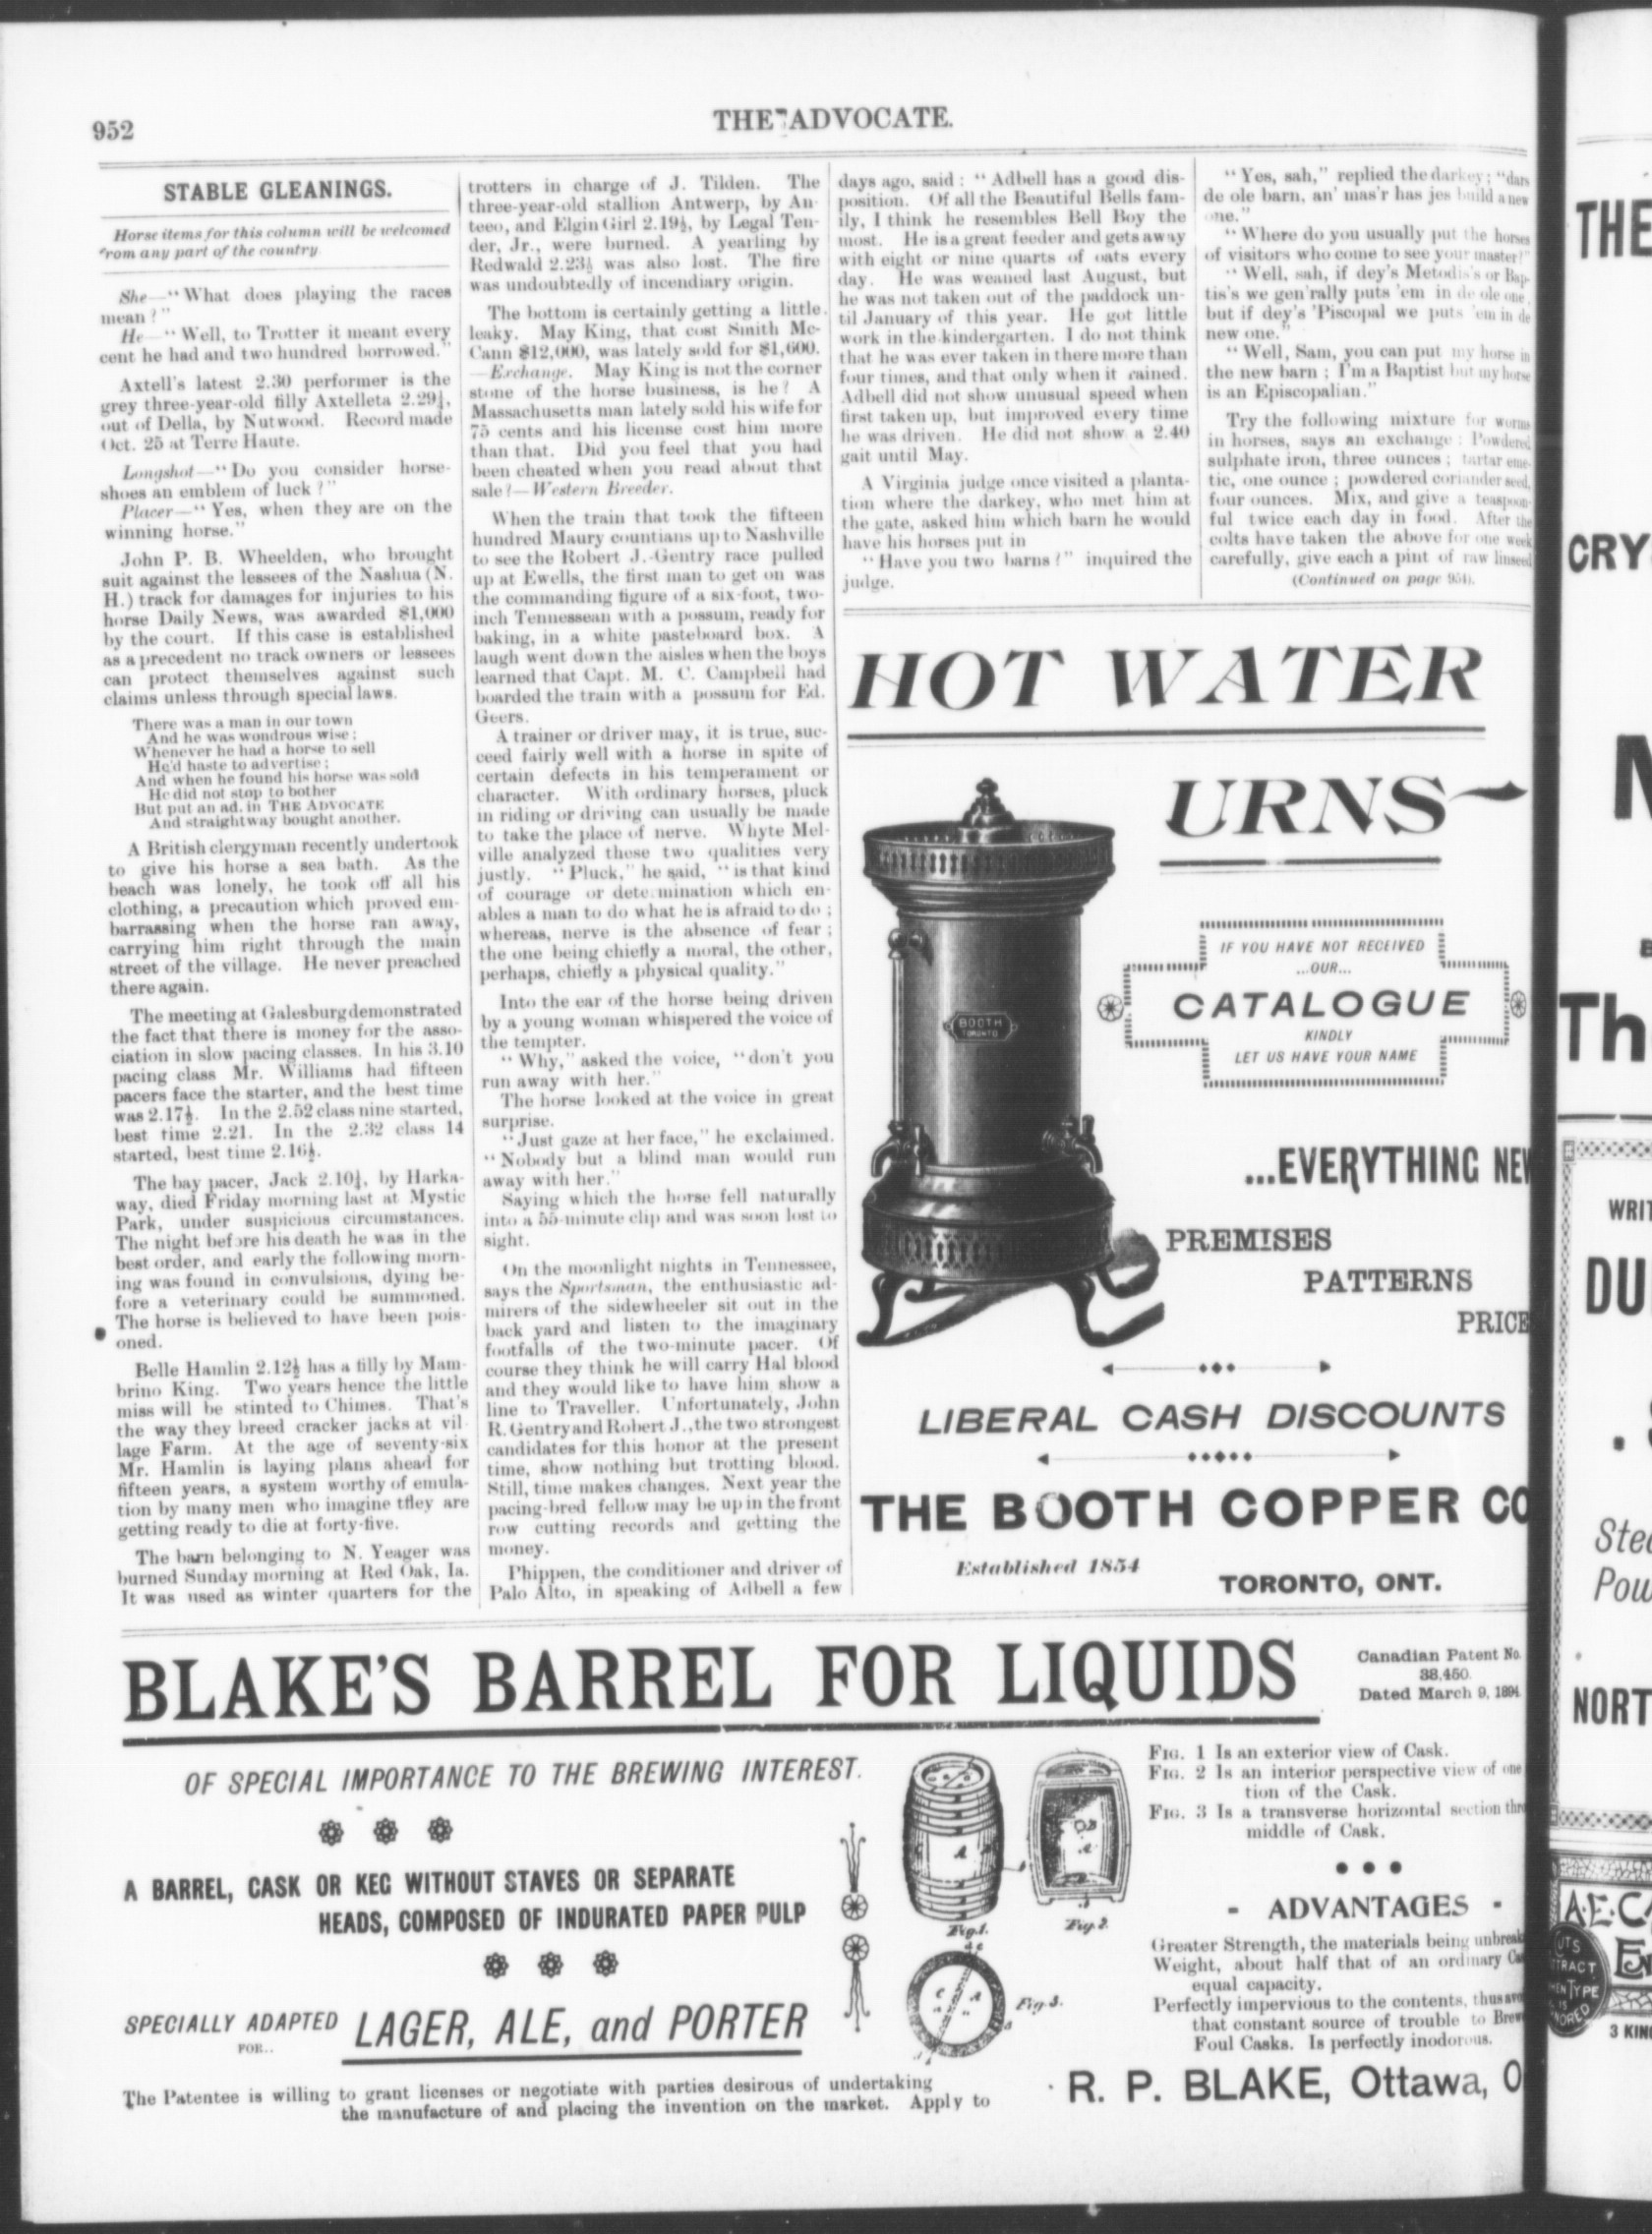 952
THE ADVOCATE.
STABLE GLEANINGS.
Horse items for this column will be welcomed
from any part of the country
She—"What does playing the races
mean?"
He—"Well, to Trotter it meant every
cent he had and two hundred borrowed."
Axtell's latest 2.30 performer is the
grey three-year-old filly Axtelleta 2.29¼,
out of Della, by Nutwood. Record made
Oct. 25 at Terre Haute.
Longshot—"Do you consider horse-
shoes an emblem of luck?"
Placer—"Yes, when they are on the
winning horse."
John P. B. Wheelden, who brought
suit against the lessees of the Nashua (N.
H.) track for damages for injuries to his
horse Daily News, was awarded $1,000
by the court. If this case is established
as a precedent no track owners or lessees
can protect themselves against such
claims unless through special laws.
There was a man in our town
And he was wondrous wise;
Whenever he had a horse to sell
He'd haste to advertise;
And when he found his horse was sold
He did not stop to bother
But put an ad. in THE ADVOCATE
And straightway bought another.
A British clergyman recently undertook
to give his horse a sea bath. As the
beach was lonely, he took off all his
clothing, a precaution which proved em-
barrassing when the horse ran away,
carrying him right through the main
street of the village. He never preached
there again.
The meeting at Galesburg demonstrated
the fact that there is money for the asso-
ciation in slow pacing classes. In his 3.10
pacing class Mr. Williams had fifteen
pacers face the starter, and the best time
was 2.17½. In the 2.52 class nine started,
best time 2.21. In the 2.32 class 14
started, best time 2.16½.
The bay pacer, Jack 2.10¼, by Harka-
way, died Friday morning last at Mystic
Park, under suspicious circumstances.
The night before his death he was in the
best order, and early the following morn-
ing was found in convulsions, dying be-
fore a veterinary could be summoned.
The horse is believed to have been pois-
oned.
Belle Hamlin 2.12½ has a filly by Mam-
brino King. Two years hence the little
miss will be stinted to Chimes. That's
the way they breed cracker jacks at vil-
lage Farm. At the age of seventy-six
Mr. Hamlin is laying plans ahead for
fifteen years, a system worthy of emula-
tion by many men who imagine they are
getting ready to die at forty-five.
The barn belonging to N. Yeager was
burned Sunday morning at Red Oak, Ia.
It was used as winter quarters for the
trotters in charge of J. Tilden. The
three-year-old stallion Antwerp, by An-
teeo, and Elgin Girl 2.19½, by Legal Ten-
der, Jr., were burned. A yearling by
Redwald 2.23½ was also lost. The fire
was undoubtedly of incendiary origin.
The bottom is certainly getting a little
leaky. May King, that cost Smith Mc-
Cann $12,000, was lately sold for $1,600.
—Exchange. May King is not the corner
stone of the horse business, is he? A
Massachusetts man lately sold his wife for
75 cents and his license cost him more
than that. Did you feel that you had
been cheated when you read about that
sale?—Western Breeder.
When the train that took the fifteen
hundred Maury countians up to Nashville
to see the Robert J.-Gentry race pulled
up at Ewells, the first man to get on was
the commanding figure of a six-foot, two-
inch Tennessean with a possum, ready for
baking, in a white pasteboard box. A
laugh went down the aisles when the boys
learned that Capt. M. C. Campbell had
boarded the train with a possum for Ed.
Geers.
A trainer or driver may, it is true, suc-
ceed fairly well with a horse in spite of
certain defects in his temperament or
character. With ordinary horses, pluck
in riding or driving can usually be made
to take the place of nerve. Whyte Mel-
ville analyzed these two qualities very
justly. "Pluck," he said, "is that kind
of courage or dete mination which en-
ables a man to do what he is afraid to do;
whereas, nerve is the absence of fear;
the one being chiefly a moral, the other,
perhaps, chiefly a physical quality."
Into the ear of the horse being driven
by a young woman whispered the voice of
the tempter.
"Why," asked the voice, "don't you
run away with her."
The horse looked at the voice in great
surprise.
"Just gaze at her face," he exclaimed.
"Nobody but a blind man would run
away with her."
Saying which the horse fell naturally
into a 55-minute clip and was soon lost to
sight.
On the moonlight nights in Tennessee,
says the Sportsman, the enthusiastic ad-
mirers of the sidewheeler sit out in the
back yard and listen to the imaginary
footfalls of the two-minute pacer. Of
course they think he will carry Hal blood
and they would like to have him show a
line to Traveller. Unfortunately, John
R. Gentry and Robert J., the two strongest
candidates for this honor at the present
time, show nothing but trotting blood.
Still, time makes changes. Next year the
pacing-bred fellow may be up in the front
row cutting records and getting the
money.
Phippen, the conditioner and driver of
Palo Alto, in speaking of Adbell a few
days ago, said: "Adbell has a good dis-
position. Of all the Beautiful Bells fam-
ily, I think he resembles Bell Boy the
most. He is a great feeder and gets away
with eight or nine quarts of oats every
day. He was weaned last August, but
he was not taken out of the paddock un-
til January of this year. He got little
work in the kindergarten. I do not think
that he was ever taken in there more than
four times, and that only when it rained.
Adbell did not show unusual speed when
first taken up, but improved every time
he was driven. He did not show a 2.40
gait until May.
A Virginia judge once visited a planta-
tion where the darkey, who met him at
the gate, asked him which barn he would
have his horses put in
"Have you two barns?" inquired the
judge.
"Yes, sah," replied the darkey; "dars
de ole barn, an' mas'r has jes build a new
one."
"Where do you usually put the horses
of visitors who come to see your master?"
"Well, sah, if dey's Metodis's or Bap-
tis's we gen'rally puts 'em in de ole one,
but if dey's 'Piscopal we puts 'em in de
new one."
"Well, Sam, you can put my horse in
the new barn; I'm a Baptist but my horse
is an Episcopalian."
Try the following mixture for worms
in horses, says an exchange: Powdered
sulphate iron, three ounces; tartar eme-
tic, one ounce; powdered coriander seed,
four ounces. Mix, and give a teaspoon-
ful twice each day in food. After the
colts have taken the above for one week
carefully, give each a pint of raw linseed
(Continued on page 954).
HOT WATER
URNS
BOOTH
TORONTO
IF YOU HAVE NOT RECEIVED
...OUR...
CATALOGUE
KINDLY
LET US HAVE YOUR NAME
...EVERYTHING NEW
PREMISES
PATTERNS
PRICE
LIBERAL CASH DISCOUNTS
THE BOOTH COPPER CO
Established 1854
TORONTO, ONT.
BLAKE'S BARREL FOR LIQUIDS
Canadian Patent No.
38,450.
Dated March 9, 1894.
OF SPECIAL IMPORTANCE TO THE BREWING INTEREST.
A BARREL, CASK OR KEG WITHOUT STAVES OR SEPARATE
HEADS, COMPOSED OF INDURATED PAPER PULP
SPECIALLY ADAPTED
FOR..
LAGER, ALE, and PORTER
The Patentee is willing to grant licenses or negotiate with parties desirous of undertaking
the manufacture of and placing the invention on the market. Apply to
Fig.1.
Fig.2.
Fig.3.
FIG. 1 Is an exterior view of Cask.
FIG. 2 Is an interior perspective view of one
tion of the Cask.
FIG. 3 Is a transverse horizontal section thro
middle of Cask.
- ADVANTAGES -
Greater Strength, the materials being unbreak
Weight, about half that of an ordinary Cas
equal capacity.
Perfectly impervious to the contents, thus avo
that constant source of trouble to Brewe
Foul Casks. Is perfectly inodorous.
R. P. BLAKE, Ottawa, O
THE
CRY
M
Th
WRIT
DU
Stea
Pow
NORT
A.E.CA
EN
CUTS
TRACT
TYPE
IS
3 KIN